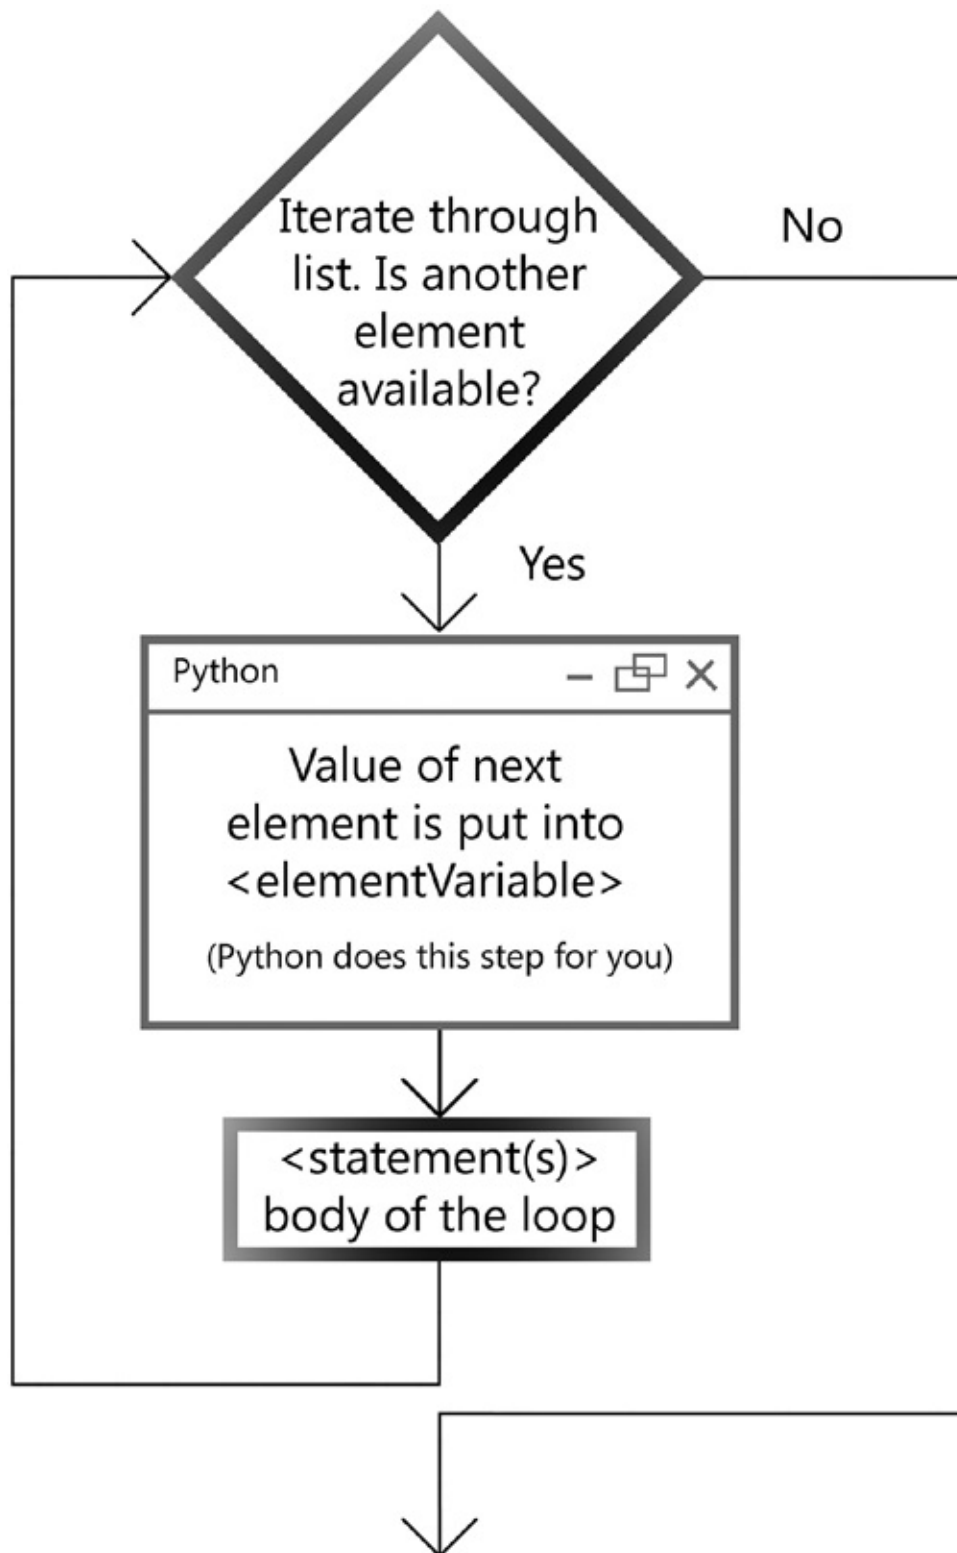 Iterate through
list. Is another
element
available?
No
Yes
Python
Value of next
element is put into
<elementVariable>
(Python does this step for you)
<statement(s)>
body of the loop